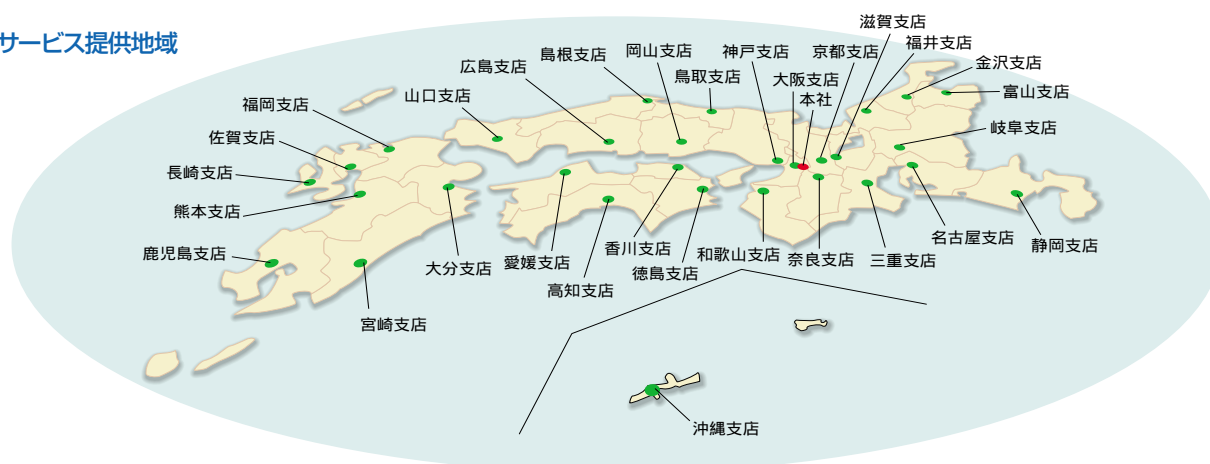 サービス提供地域
滋賀支店
福井支店
島根支店
岡山支店
神戸支店
京都支店
金沢支店
広島支店
鳥取支店
大阪支店
富山支店
福岡支店
山口支店
本社
佐賀支店
岐阜支店
長崎支店
熊本支店
鹿児島支店
大分支店
愛媛支店
香川支店
和歌山支店
奈良支店
三重支店
名古屋支店
静岡支店
高知支店
徳島支店
宮崎支店
沖縄支店